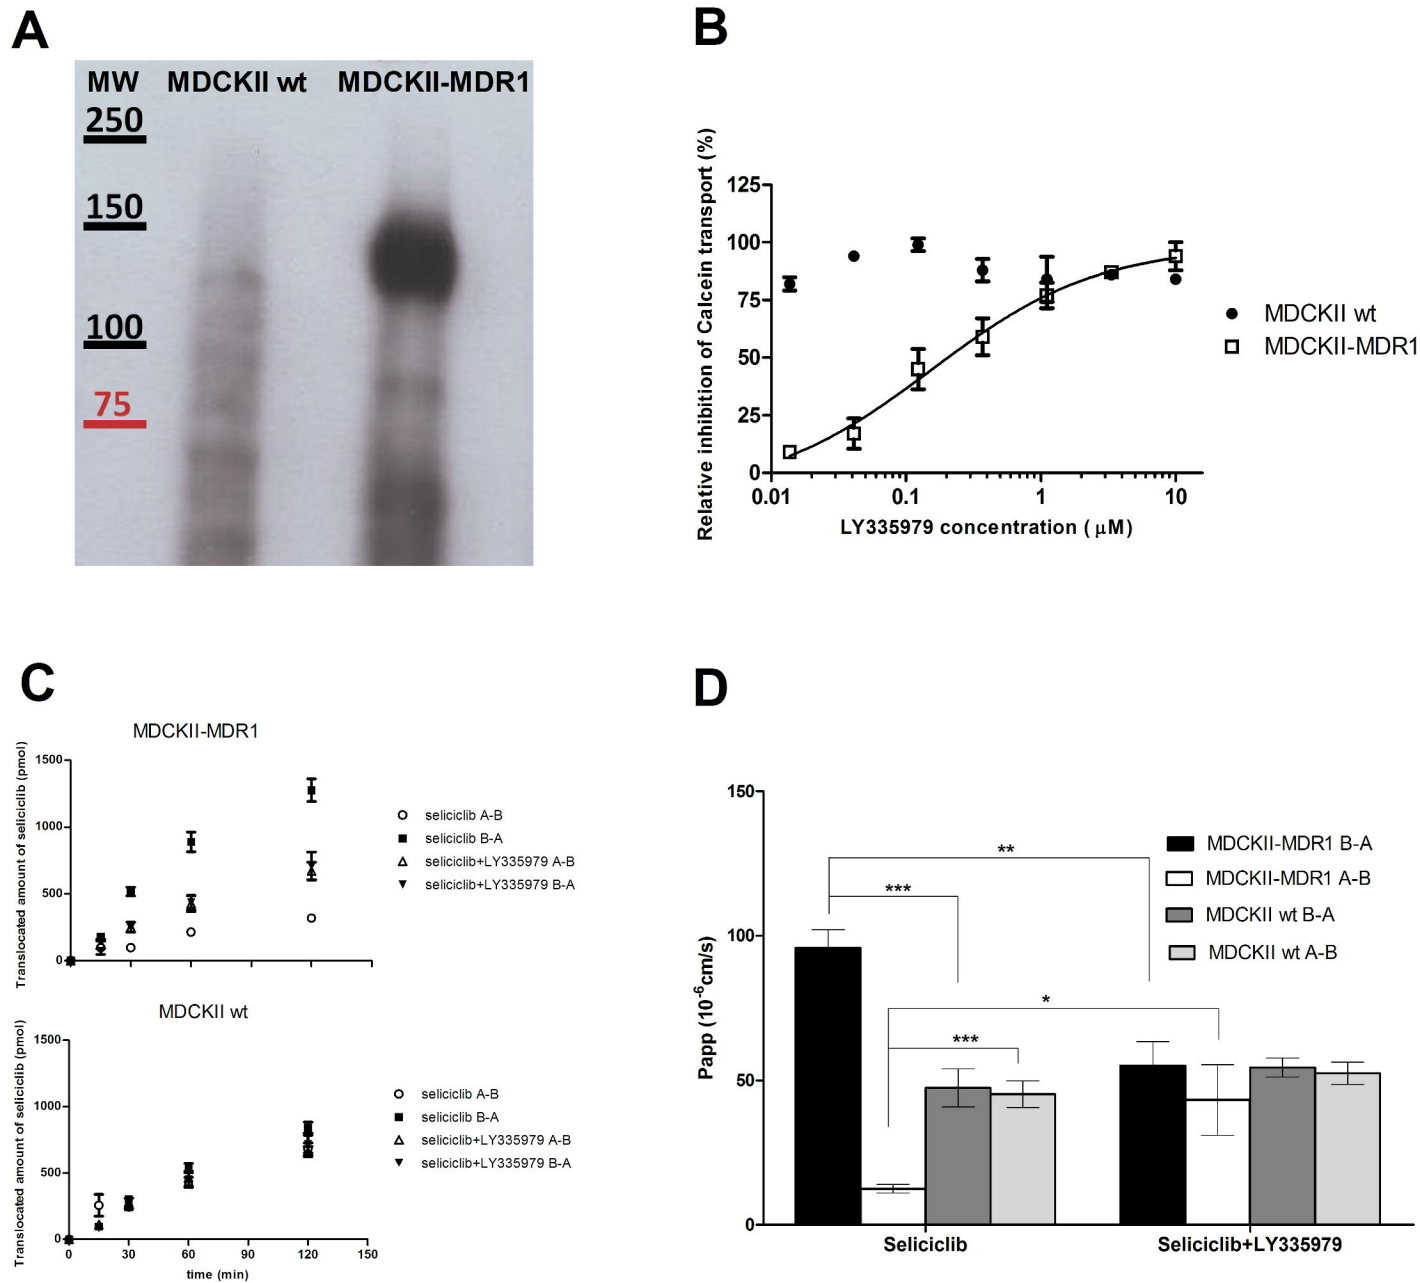 A
MW MDCKII wt MDCKII-MDR1
250
150
100
75
B
Relative inhibition of Calcein transport (%)
125
100
75
50
25
0
0.01 0.1 1 10
LY335979 concentration ( μM)
MDCKII wt
MDCKII-MDR1
C
MDCKII-MDR1
Translocated amount of seliciclib (pmol)
1500
1000
500
0
seliciclib A-B
seliciclib B-A
seliciclib+LY335979 A-B
seliciclib+LY335979 B-A
MDCKII wt
Translocated amount of seliciclib (pmol)
1500
1000
500
0
0 30 60 90 120 150
time (min)
seliciclib A-B
seliciclib B-A
seliciclib+LY335979 A-B
seliciclib+LY335979 B-A
D
Papp (10⁻⁶cm/s)
150
100
50
0
**
***
*
***
MDCKII-MDR1 B-A
MDCKII-MDR1 A-B
MDCKII wt B-A
MDCKII wt A-B
Seliciclib Seliciclib+LY335979